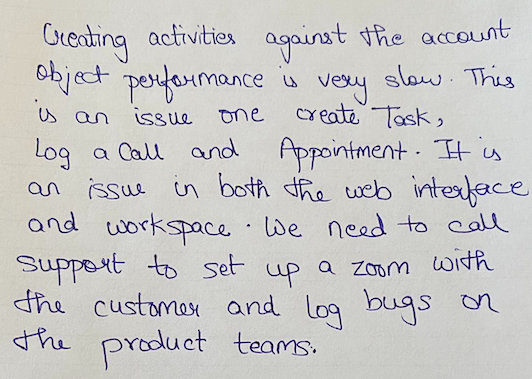 Creating activities against the account
object performance is very slow. This
is an issue one create Task,
Log a Call and Appointment. It is
an issue in both the web interface
and workspace. We need to call
support to set up a zoom with
the customer and log bugs on
the product teams.